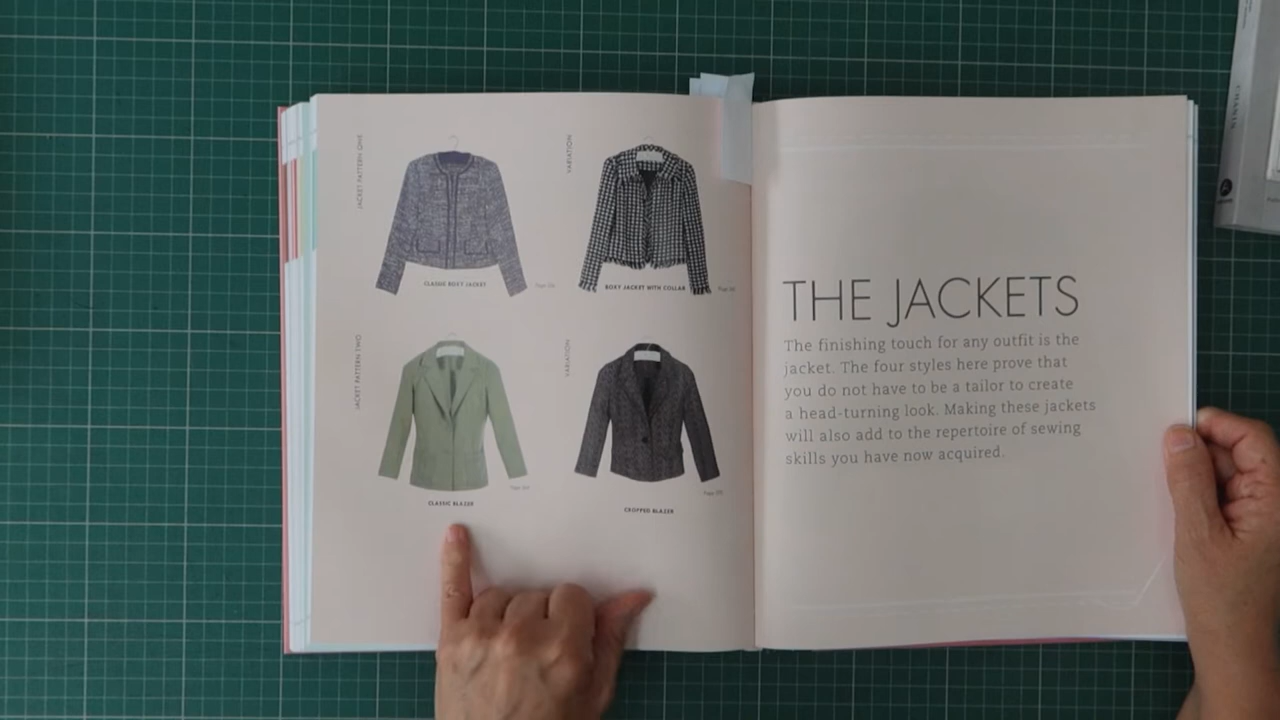 JACKET PATTERN ONE
VARIATION
CLASSIC BOXY JACKET
BOXY JACKET WITH COLLAR
JACKET PATTERN TWO
VARIATION
CLASSIC BLAZER
CROPPED BLAZER
THE JACKETS
The finishing touch for any outfit is the
jacket. The four styles here prove that
you do not have to be a tailor to create
a head-turning look. Making these jackets
will also add to the repertoire of sewing
skills you have now acquired.